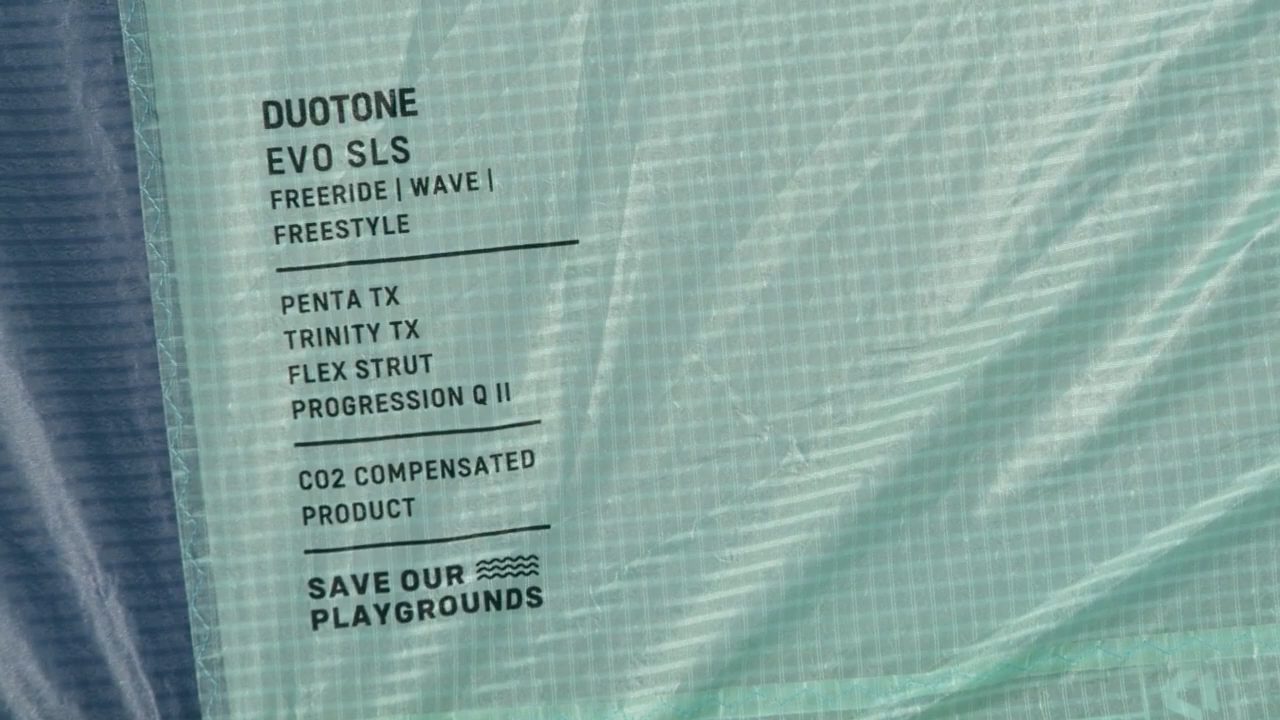 DUOTONE
EVO SLS
FREERIDE | WAVE |
FREESTYLE
PENTA TX
TRINITY TX
FLEX STRUT
PROGRESSION Q II
CO2 COMPENSATED
PRODUCT
SAVE OUR
PLAYGROUNDS